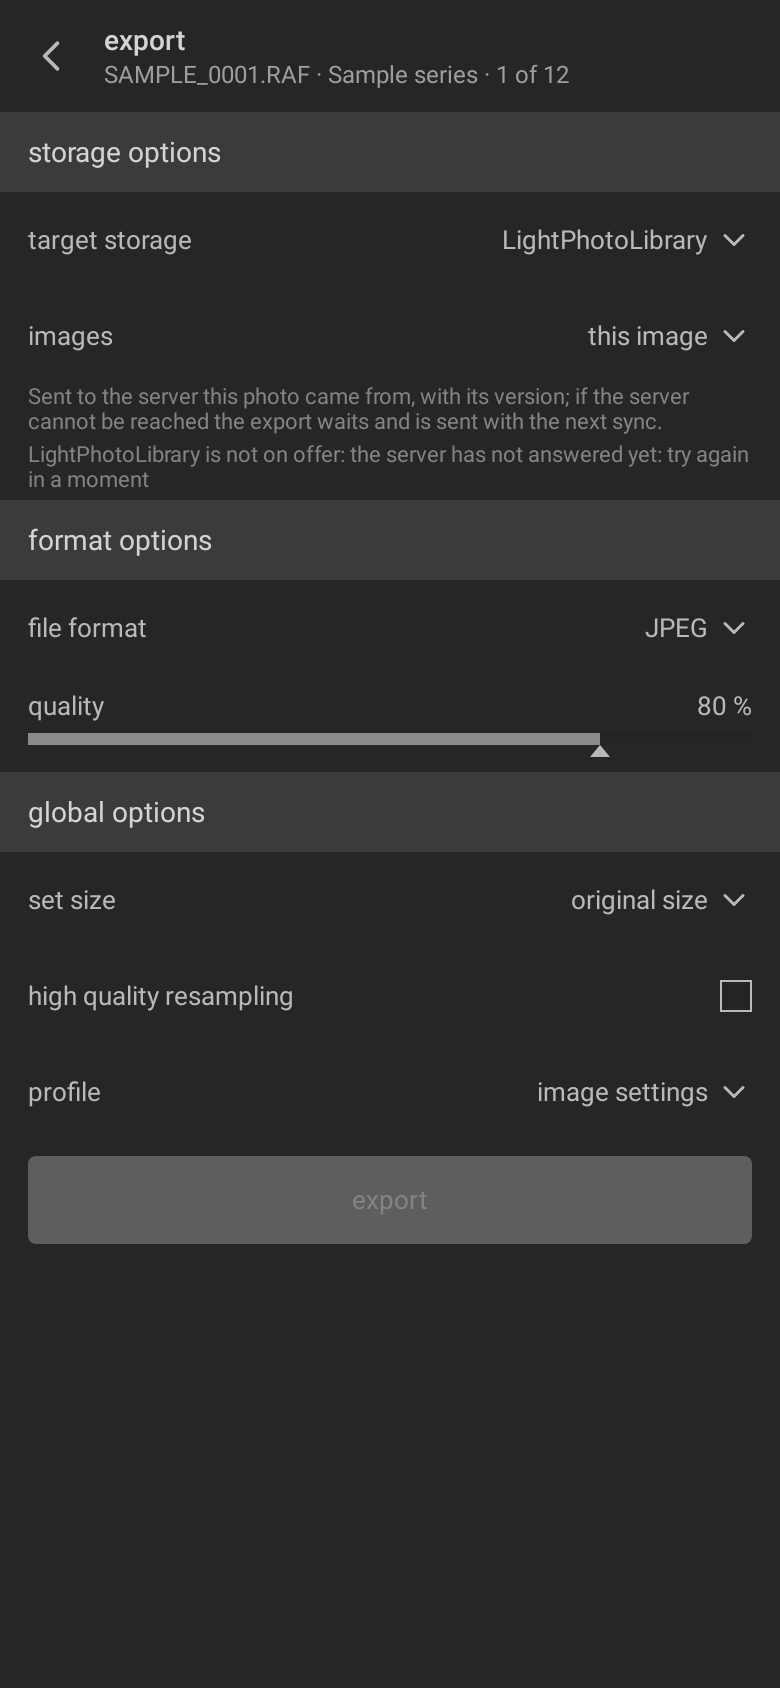 export
SAMPLE_0001.RAF · Sample series · 1 of 12
storage options
target storage LightPhotoLibrary
images this image
Sent to the server this photo came from, with its version; if the server
cannot be reached the export waits and is sent with the next sync.
LightPhotoLibrary is not on offer: the server has not answered yet: try again
in a moment
format options
file format JPEG
quality 80 %
global options
set size original size
high quality resampling
profile image settings
export